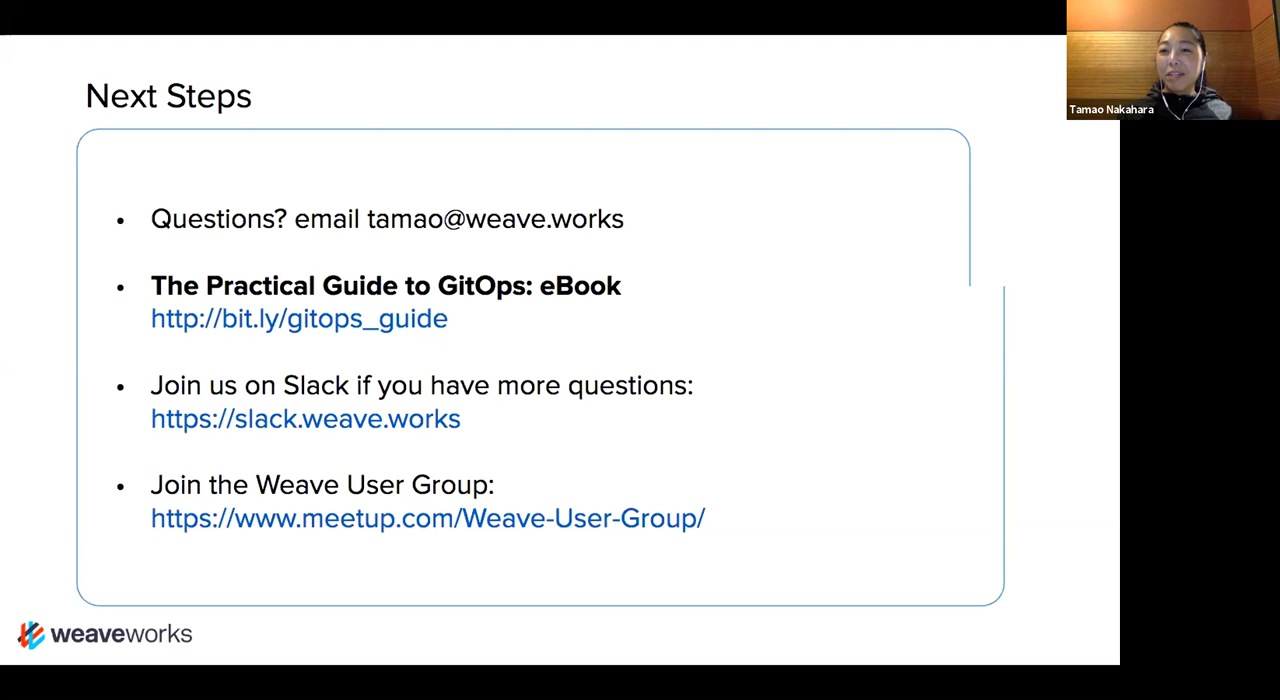 Next Steps
Tamao Nakahara
• Questions? email tamao@weave.works
• The Practical Guide to GitOps: eBook
http://bit.ly/gitops_guide
• Join us on Slack if you have more questions:
https://slack.weave.works
• Join the Weave User Group:
https://www.meetup.com/Weave-User-Group/
weaveworks